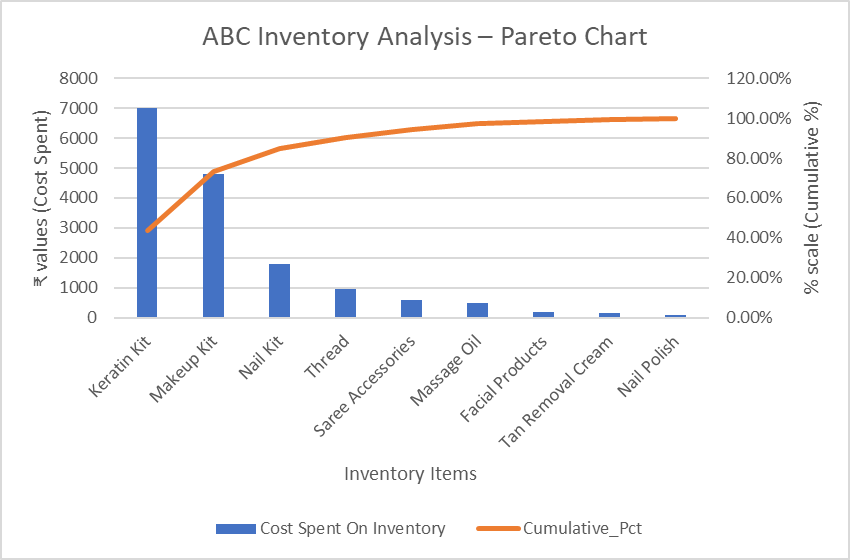 ABC Inventory Analysis – Pareto Chart
8000
7000
6000
5000
4000
3000
2000
1000
0
₹ values (Cost Spent)
120.00%
100.00%
80.00%
60.00%
40.00%
20.00%
0.00%
% scale (Cumulative %)
Keratin Kit
Makeup Kit
Nail Kit
Thread
Saree Accessories
Massage Oil
Facial Products
Tan Removal Cream
Nail Polish
Inventory Items
Cost Spent On Inventory
Cumulative_Pct